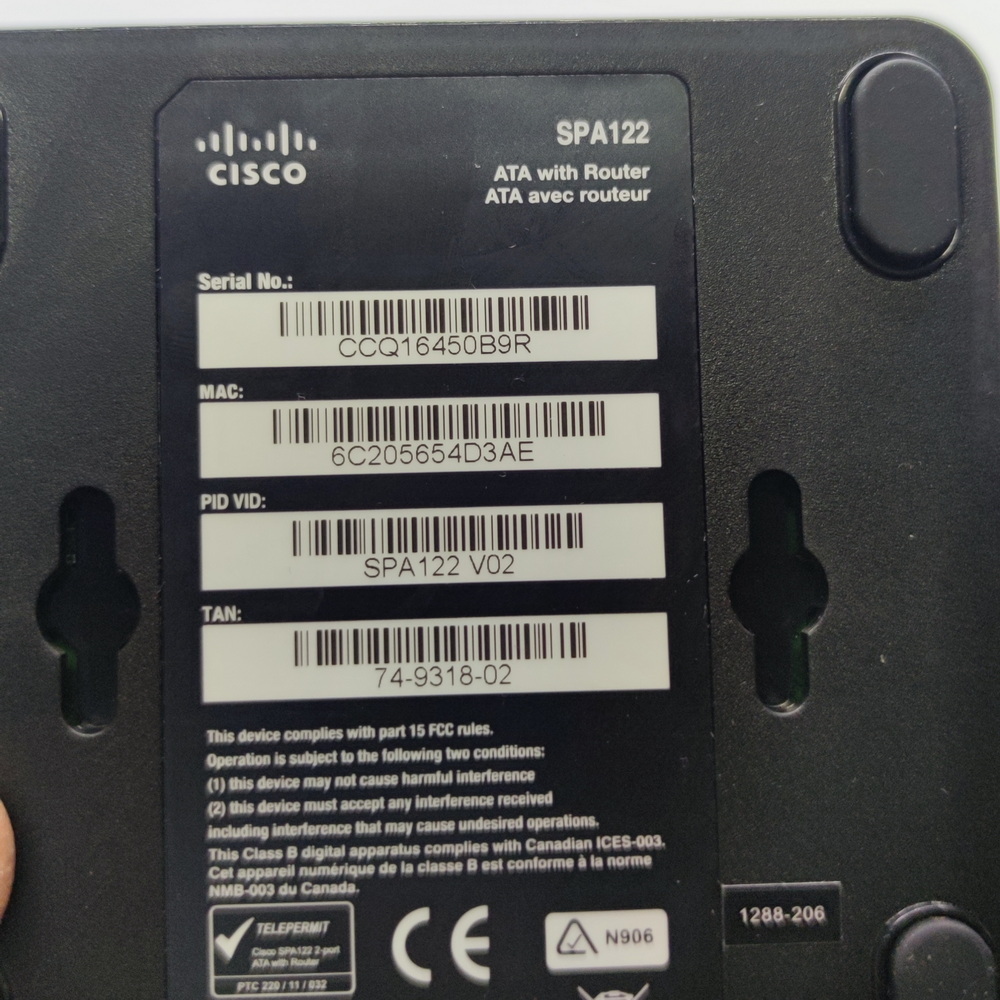 CISCO
SPA122
ATA with Router
ATA avec routeur
Serial No.:
CCQ16450B9R
MAC:
6C205654D3AE
PID VID:
SPA122 V02
TAN:
74-9318-02
This device complies with part 15 FCC rules.
Operation is subject to the following two conditions:
(1) this device may not cause harmful interference
(2) this device must accept any interference received
including interference that may cause undesired operations.
This Class B digital apparatus complies with Canadian ICES-003.
Cet appareil numérique de la classe B est conforme à la norme
NMB-003 du Canada.
TELEPERMIT
Cisco SPA122 2-port
ATA with Router
PTC 220 / 11 / 032
CE
N906
1288-206